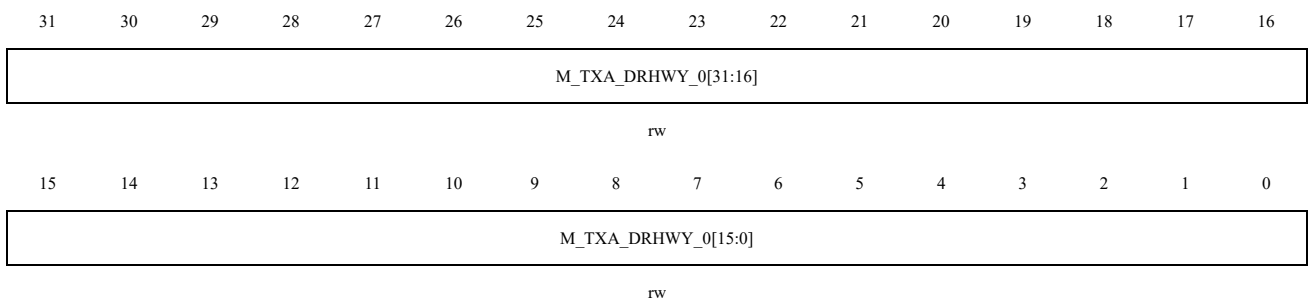 31 30 29 28 27 26 25 24 23 22 21 20 19 18 17 16
M_TXA_DRHWY_0[31:16]
rw
15 14 13 12 11 10 9 8 7 6 5 4 3 2 1 0
M_TXA_DRHWY_0[15:0]
rw